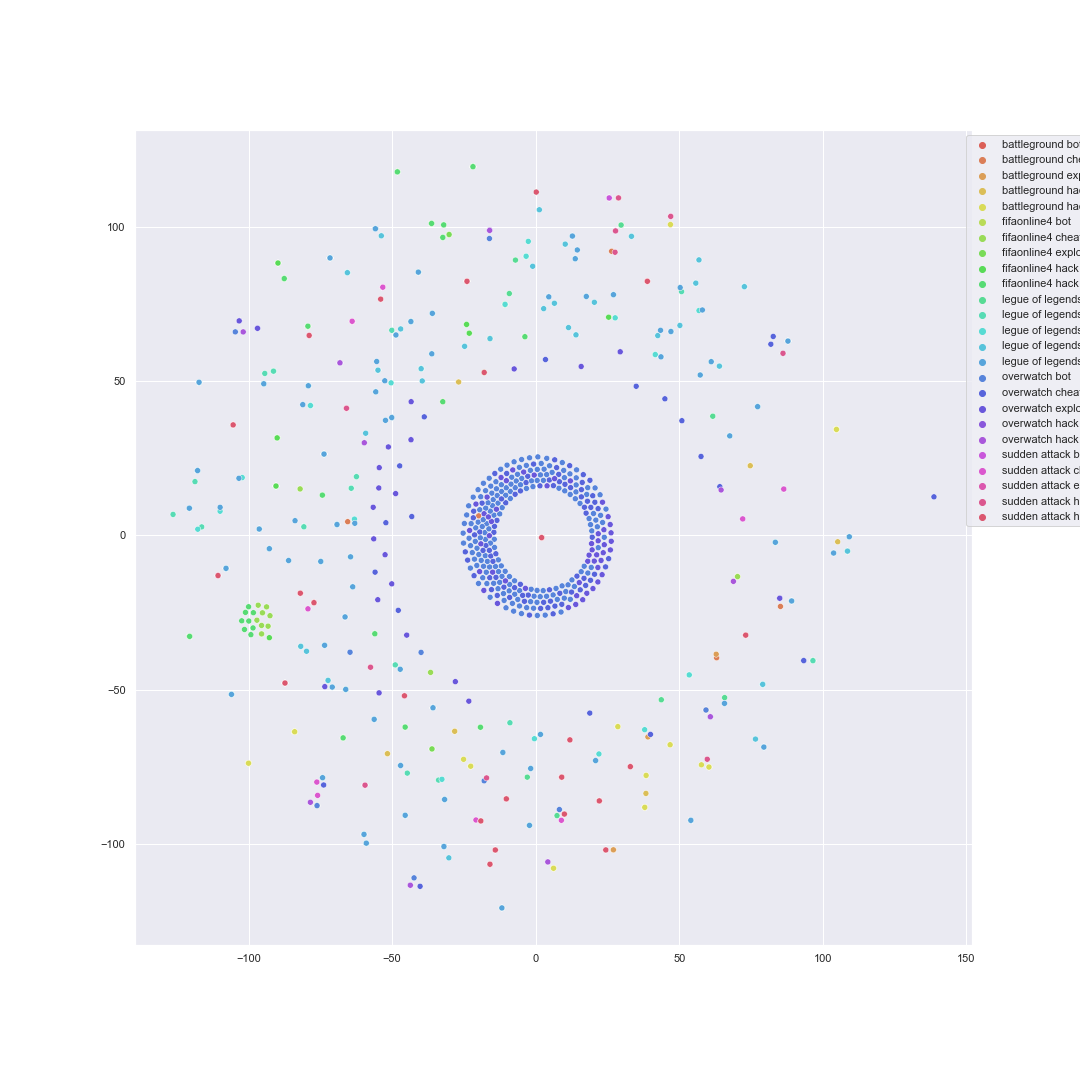 100
50
0
−50
−100
−100
−50
0
50
100
150
battleground bot
battleground che
battleground exp
battleground hac
battleground hac
fifaonline4 bot
fifaonline4 chea
fifaonline4 explo
fifaonline4 hack
fifaonline4 hack
legue of legends
legue of legends
legue of legends
legue of legends
legue of legends
overwatch bot
overwatch cheat
overwatch explo
overwatch hack
overwatch hack
sudden attack b
sudden attack cl
sudden attack e
sudden attack h
sudden attack h